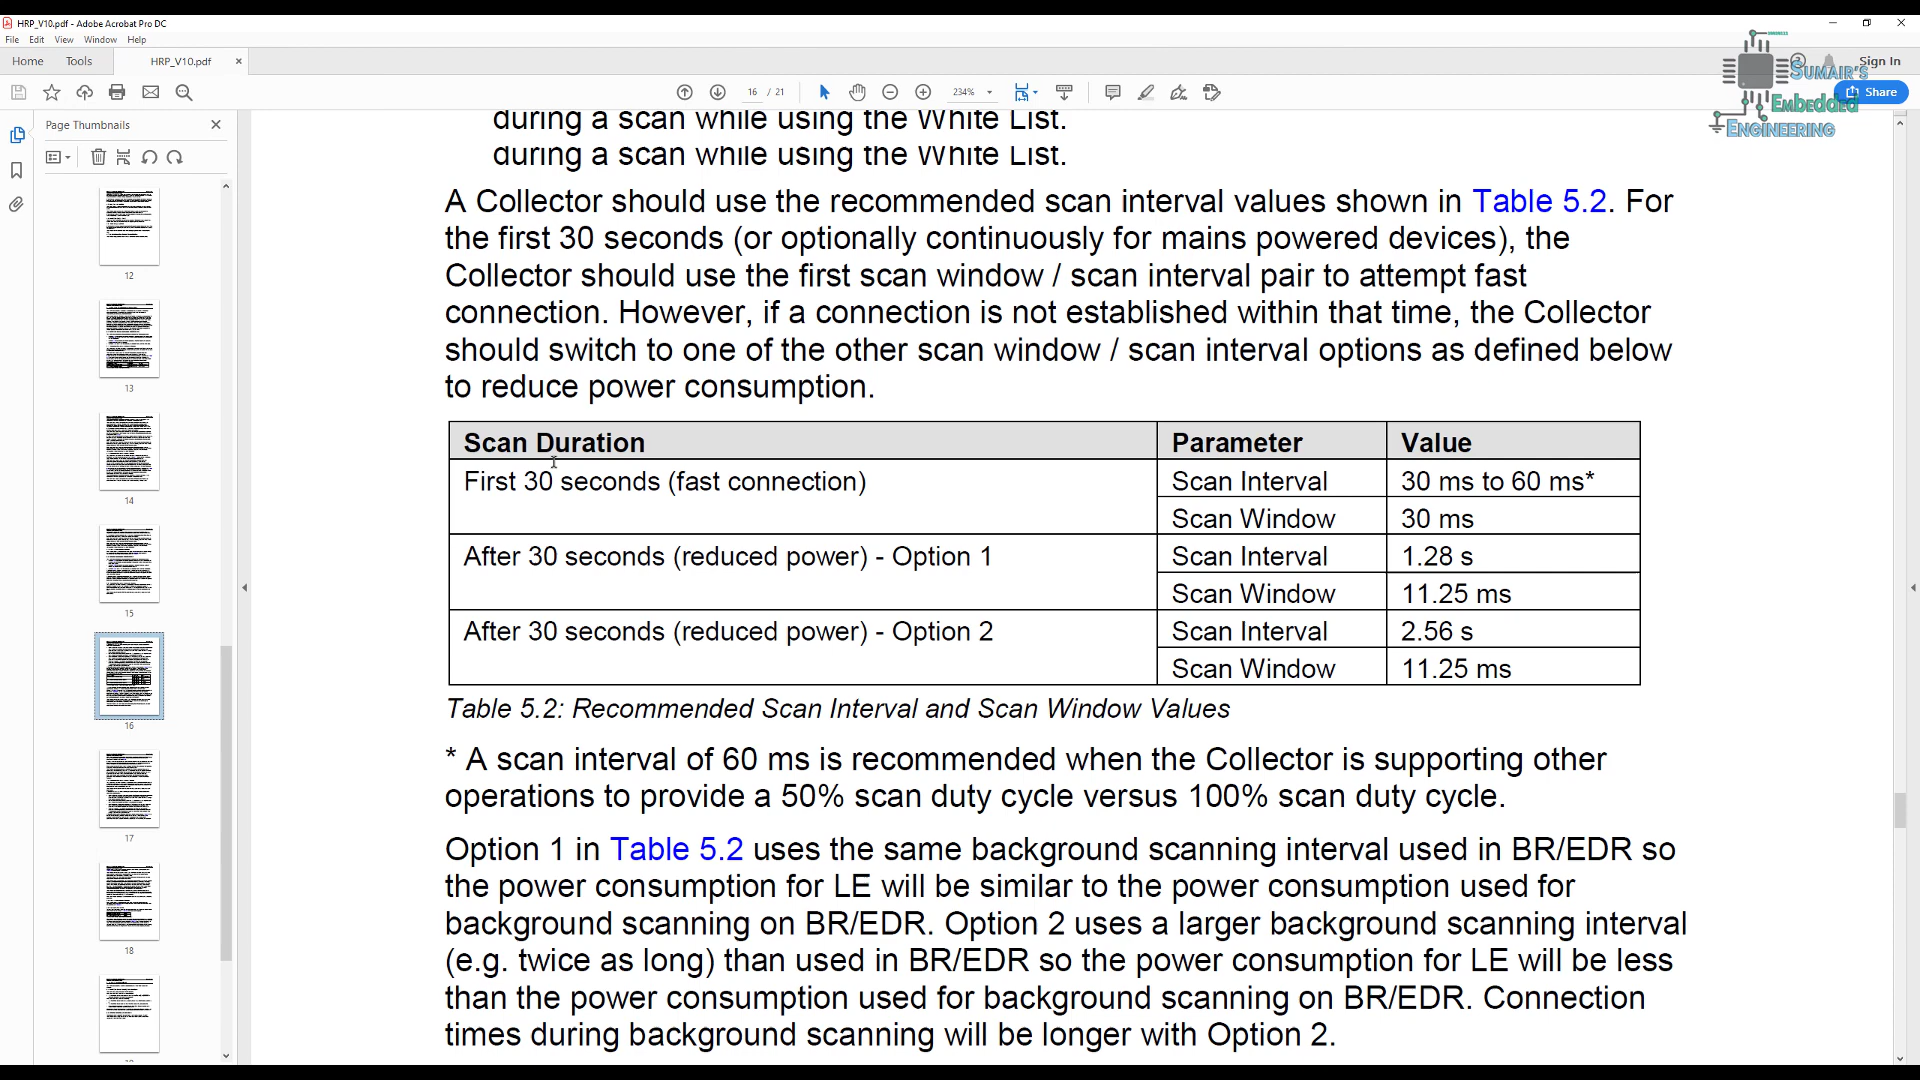 HRP_V10.pdf - Adobe Acrobat Pro DC
File Edit View Window Help
Home Tools HRP_V10.pdf × Sign In
16 / 21 234% Share
SUMAIR'S
Embedded
ENGINEERING
Page Thumbnails
12
13
14
15
16
17
18
during a scan while using the White List.
during a scan while using the White List.
A Collector should use the recommended scan interval values shown in Table 5.2. For
the first 30 seconds (or optionally continuously for mains powered devices), the
Collector should use the first scan window / scan interval pair to attempt fast
connection. However, if a connection is not established within that time, the Collector
should switch to one of the other scan window / scan interval options as defined below
to reduce power consumption.
Scan Duration Parameter Value
First 30 seconds (fast connection) Scan Interval 30 ms to 60 ms*
Scan Window 30 ms
After 30 seconds (reduced power) - Option 1 Scan Interval 1.28 s
Scan Window 11.25 ms
After 30 seconds (reduced power) - Option 2 Scan Interval 2.56 s
Scan Window 11.25 ms
Table 5.2: Recommended Scan Interval and Scan Window Values
* A scan interval of 60 ms is recommended when the Collector is supporting other
operations to provide a 50% scan duty cycle versus 100% scan duty cycle.
Option 1 in Table 5.2 uses the same background scanning interval used in BR/EDR so
the power consumption for LE will be similar to the power consumption used for
background scanning on BR/EDR. Option 2 uses a larger background scanning interval
(e.g. twice as long) than used in BR/EDR so the power consumption for LE will be less
than the power consumption used for background scanning on BR/EDR. Connection
times during background scanning will be longer with Option 2.